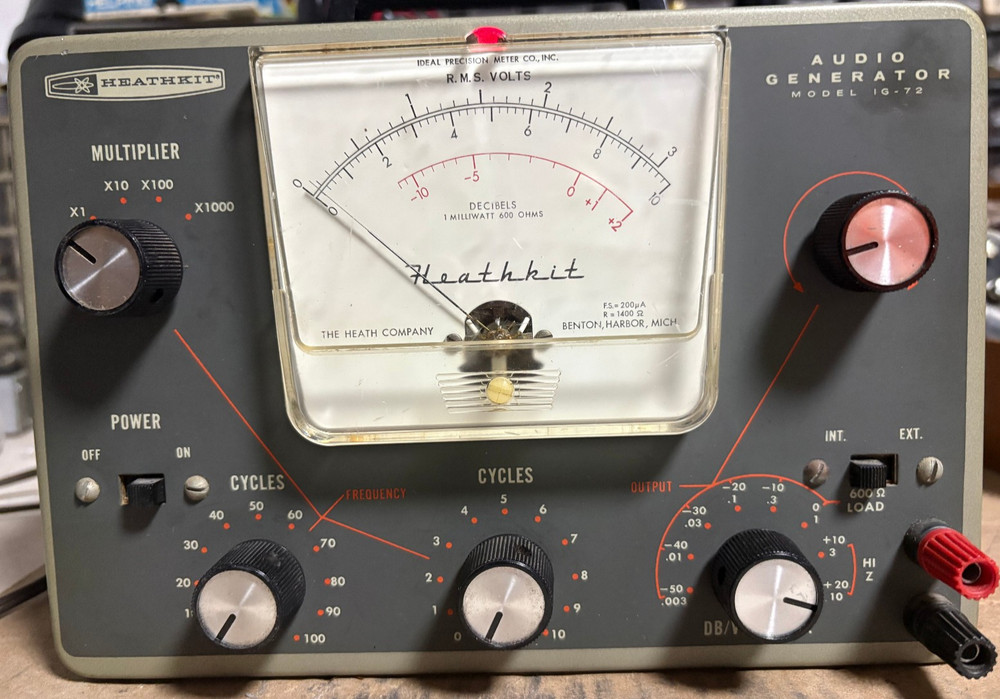 HEATHKIT®
AUDIO
GENERATOR
MODEL IG-72
IDEAL PRECISION METER CO., INC.
R.M.S. VOLTS
0 1 2 3
0 2 4 6 8 10
-10 -5 0 +1 +2
DECIBELS
1 MILLIWATT 600 OHMS
Heathkit
THE HEATH COMPANY
F.S.= 200µA
R = 1400 Ω
BENTON, HARBOR, MICH.
MULTIPLIER
X1 X10 X100 X1000
POWER
OFF ON
CYCLES
20 30 40 50 60 70 80 90 100
FREQUENCY
CYCLES
0 1 2 3 4 5 6 7 8 9 10
OUTPUT
INT. EXT.
600 Ω
LOAD
-50 -40 -30 -20 -10 0 +10 +20
.003 .01 .03 .1 .3 1 3 10
HI
Z